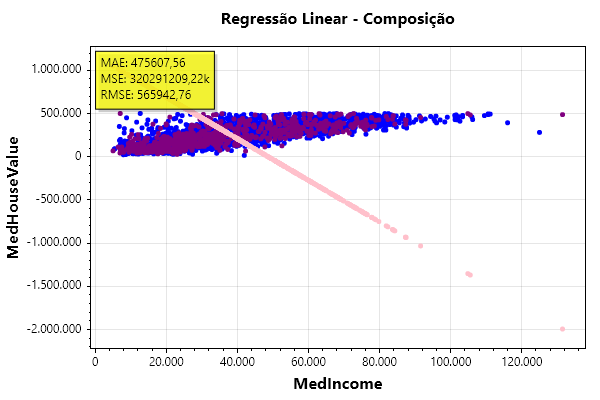 Regressão Linear - Composição
MAE: 475607,56
MSE: 320291209,22k
RMSE: 565942,76
1.000.000
500.000
0
-500.000
-1.000.000
-1.500.000
-2.000.000
MedHouseValue
0 20.000 40.000 60.000 80.000 100.000 120.000
MedIncome